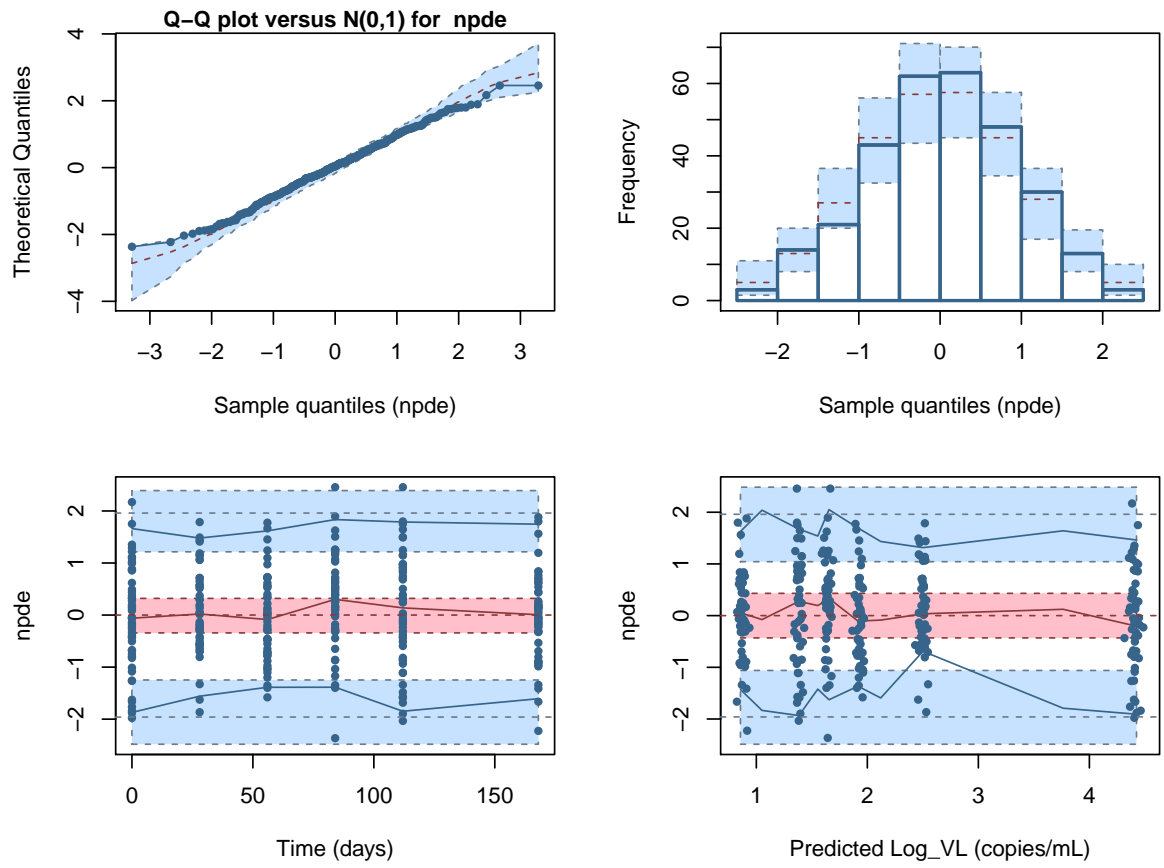 Q−Q plot versus N(0,1) for  npde
Theoretical Quantiles
4
2
0
−2
−4
−3 −2 −1 0 1 2 3
Sample quantiles (npde)
Frequency
60
40
20
0
−2 −1 0 1 2
Sample quantiles (npde)
npde
2
1
0
−1
−2
0 50 100 150
Time (days)
npde
2
1
0
−1
−2
1 2 3 4
Predicted Log_VL (copies/mL)